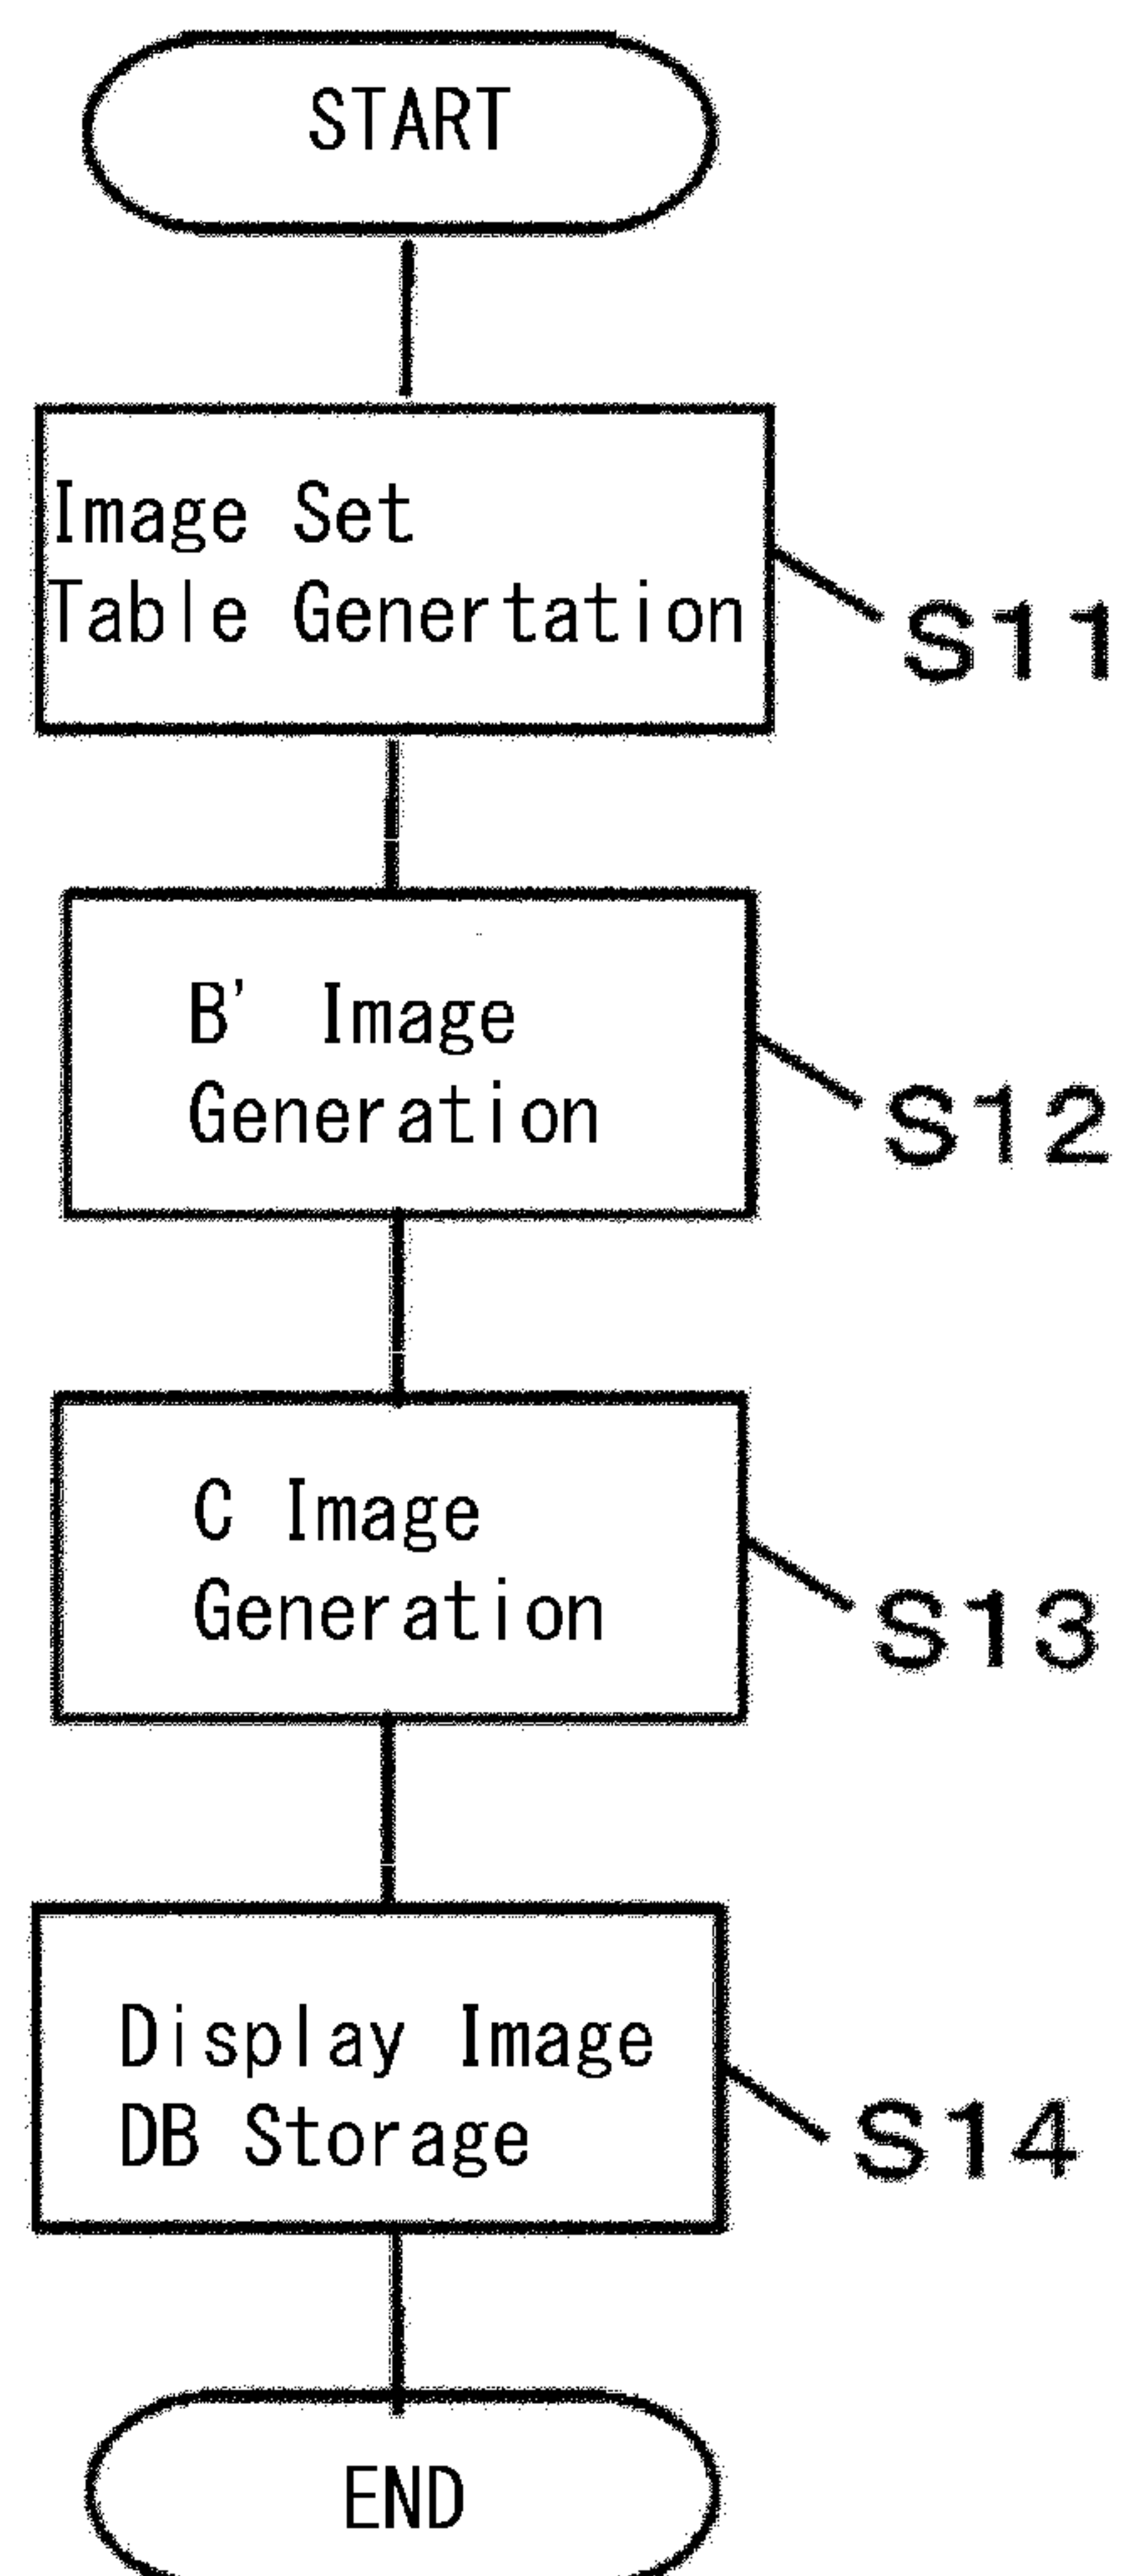 START
Image Set
Table Genertation
S11
B' Image
Generation
S12
C Image
Generation
S13
Display Image
DB Storage
S14
END